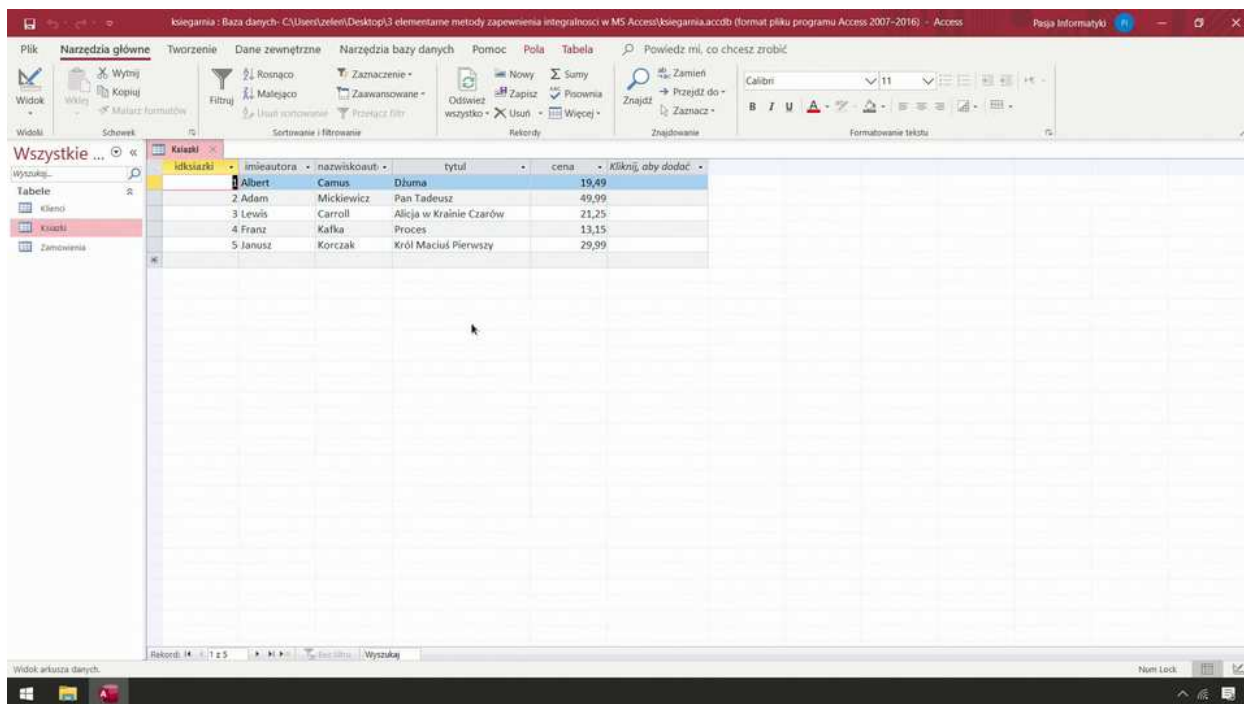 ksiegarnia : Baza danych- C:\Users\zelen\Desktop\3 elementarne metody zapewnienia integralnosci w MS Access\ksiegarnia.accdb (format pliku programu Access 2007–2016) - Access
Pasja Informatyki PI
Plik Narzędzia główne Tworzenie Dane zewnętrzne Narzędzia bazy danych Pomoc Pola Tabela Powiedz mi, co chcesz zrobić
Widok
Wklej
Wytnij
Kopiuj
Malarz formatów
Filtruj
Rosnąco
Malejąco
Usuń sortowanie
Zaznaczenie
Zaawansowane
Przełącz filtr
Odśwież wszystko
Nowy
Zapisz
Usuń
Sumy
Pisownia
Więcej
Znajdź
Zamień
Przejdź do
Zaznacz
Calibri 11
B I U A
Widoki Schowek Sortowanie i filtrowanie Rekordy Znajdowanie Formatowanie tekstu
Wszystkie ...
Wyszukaj...
Tabele
Klienci
Ksiazki
Zamowienia
Ksiazki
idksiazki imieautora nazwiskoaut tytul cena Kliknij, aby dodać
1 Albert Camus Dżuma 19,49
2 Adam Mickiewicz Pan Tadeusz 49,99
3 Lewis Carroll Alicja w Krainie Czarów 21,25
4 Franz Kafka Proces 13,15
5 Janusz Korczak Król Maciuś Pierwszy 29,99
Rekord: 1 z 5 Bez filtru Wyszukaj
Widok arkusza danych.
Num Lock